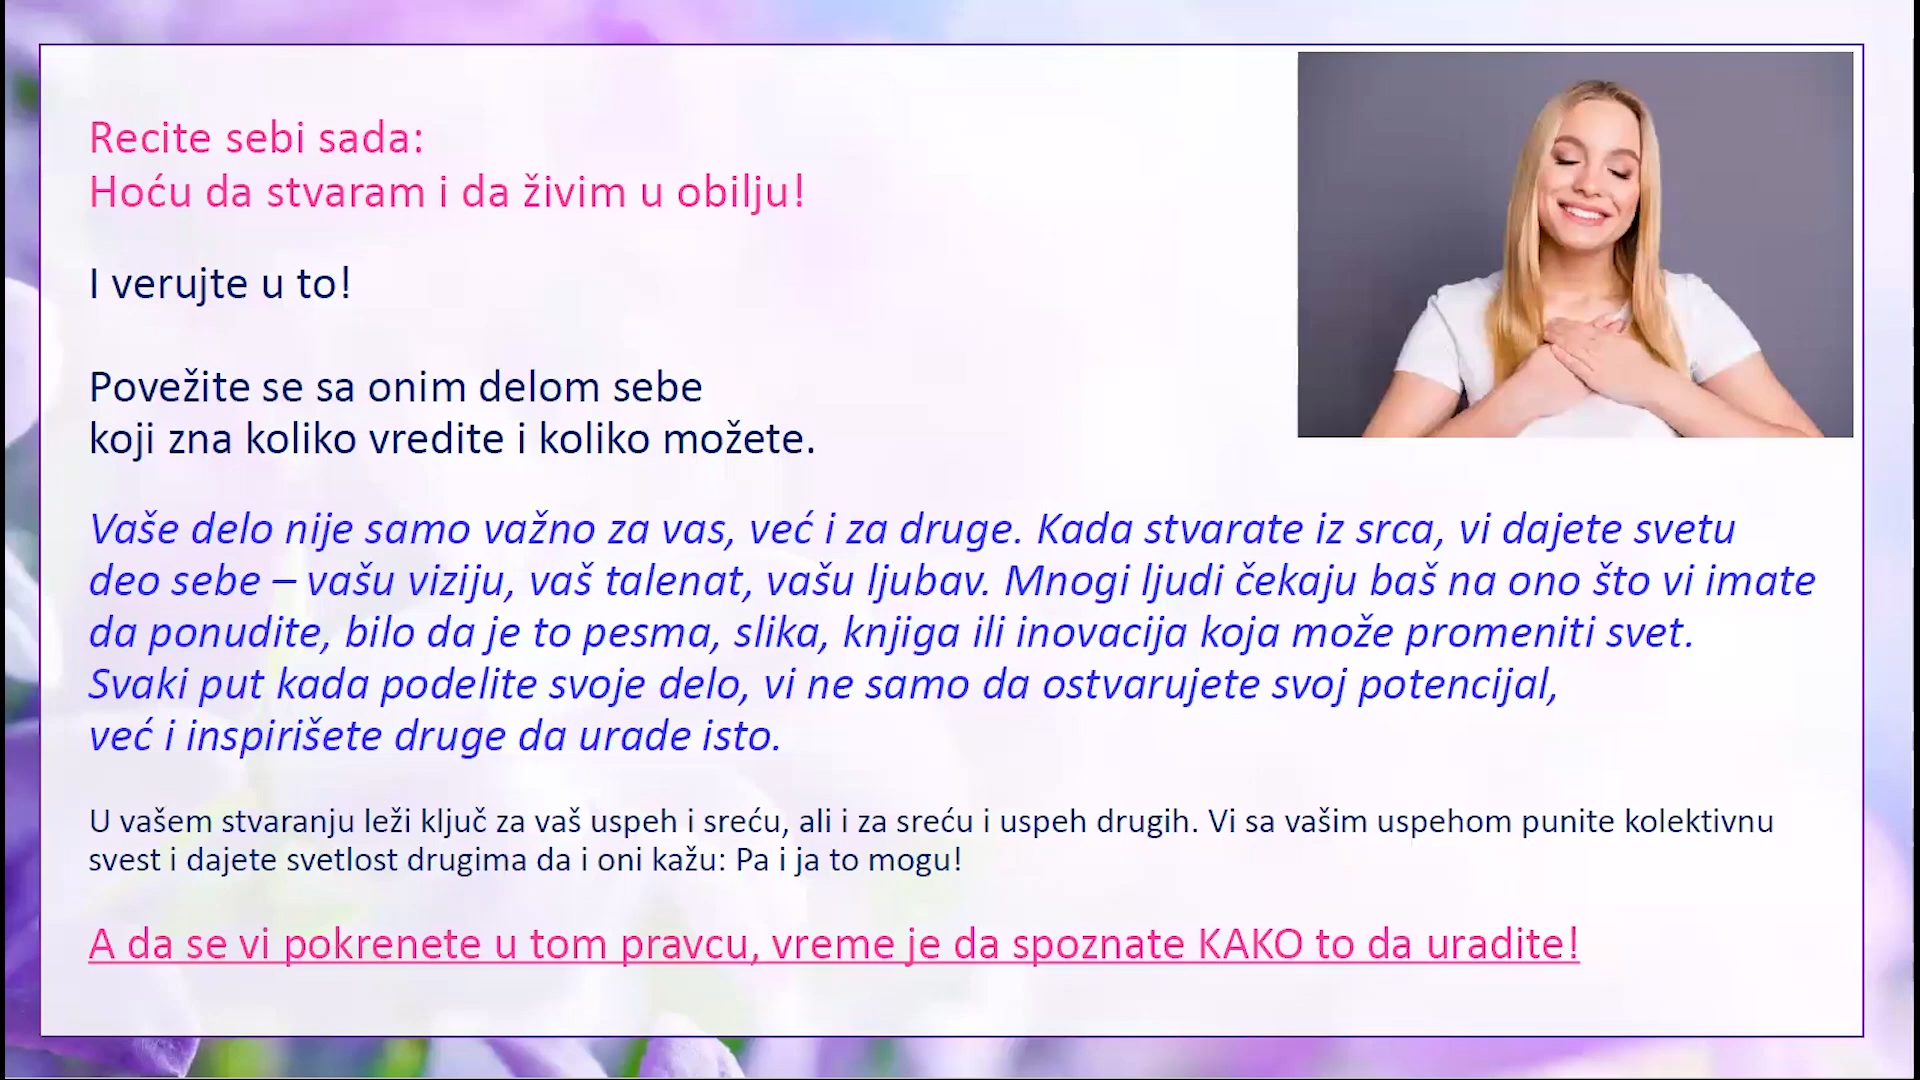 Recite sebi sada:
Hoću da stvaram i da živim u obilju!
I verujte u to!
Povežite se sa onim delom sebe
koji zna koliko vredite i koliko možete.
Vaše delo nije samo važno za vas, već i za druge. Kada stvarate iz srca, vi dajete svetu
deo sebe – vašu viziju, vaš talenat, vašu ljubav. Mnogi ljudi čekaju baš na ono što vi imate
da ponudite, bilo da je to pesma, slika, knjiga ili inovacija koja može promeniti svet.
Svaki put kada podelite svoje delo, vi ne samo da ostvarujete svoj potencijal,
već i inspirišete druge da urade isto.
U vašem stvaranju leži ključ za vaš uspeh i sreću, ali i za sreću i uspeh drugih. Vi sa vašim uspehom punite kolektivnu
svest i dajete svetlost drugima da i oni kažu: Pa i ja to mogu!
A da se vi pokrenete u tom pravcu, vreme je da spoznate KAKO to da uradite!